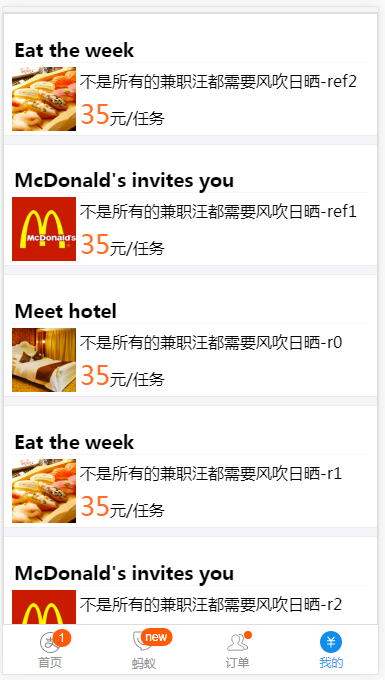 Eat the week
不是所有的兼职汪都需要风吹日晒-ref2
35元/任务
McDonald's invites you
McDonald's
不是所有的兼职汪都需要风吹日晒-ref1
35元/任务
Meet hotel
不是所有的兼职汪都需要风吹日晒-r0
35元/任务
Eat the week
不是所有的兼职汪都需要风吹日晒-r1
35元/任务
McDonald's invites you
不是所有的兼职汪都需要风吹日晒-r2
支 1 new ¥
首页 蚂蚁 订单 我的